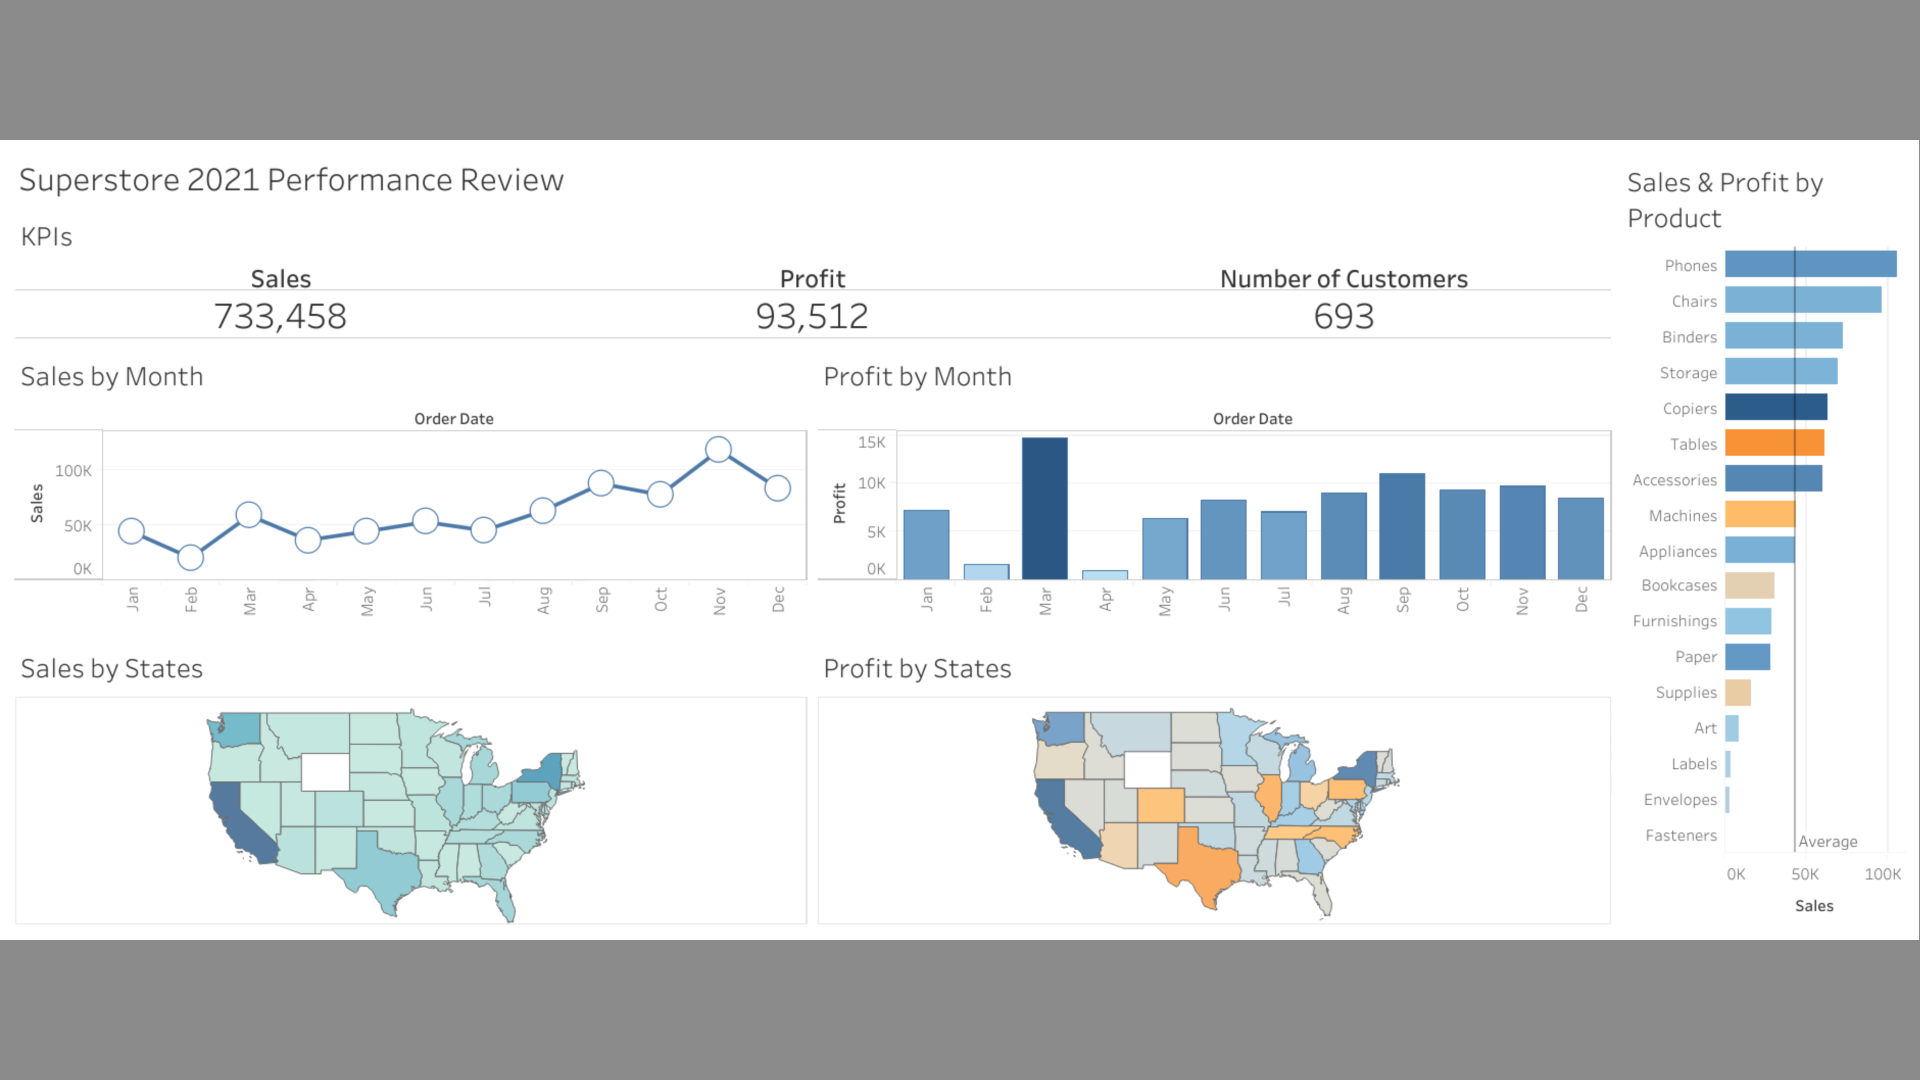 Superstore 2021 Performance Review
KPIs
Sales
Profit
Number of Customers
733,458
93,512
693
Sales by Month
Order Date
Sales
100K
50K
0K
Jan
Feb
Mar
Apr
May
Jun
Jul
Aug
Sep
Oct
Nov
Dec
Profit by Month
Order Date
Profit
15K
10K
5K
0K
Jan
Feb
Mar
Apr
May
Jun
Jul
Aug
Sep
Oct
Nov
Dec
Sales by States
Profit by States
Sales & Profit by
Product
Phones
Chairs
Binders
Storage
Copiers
Tables
Accessories
Machines
Appliances
Bookcases
Furnishings
Paper
Supplies
Art
Labels
Envelopes
Fasteners
Average
0K
50K
100K
Sales